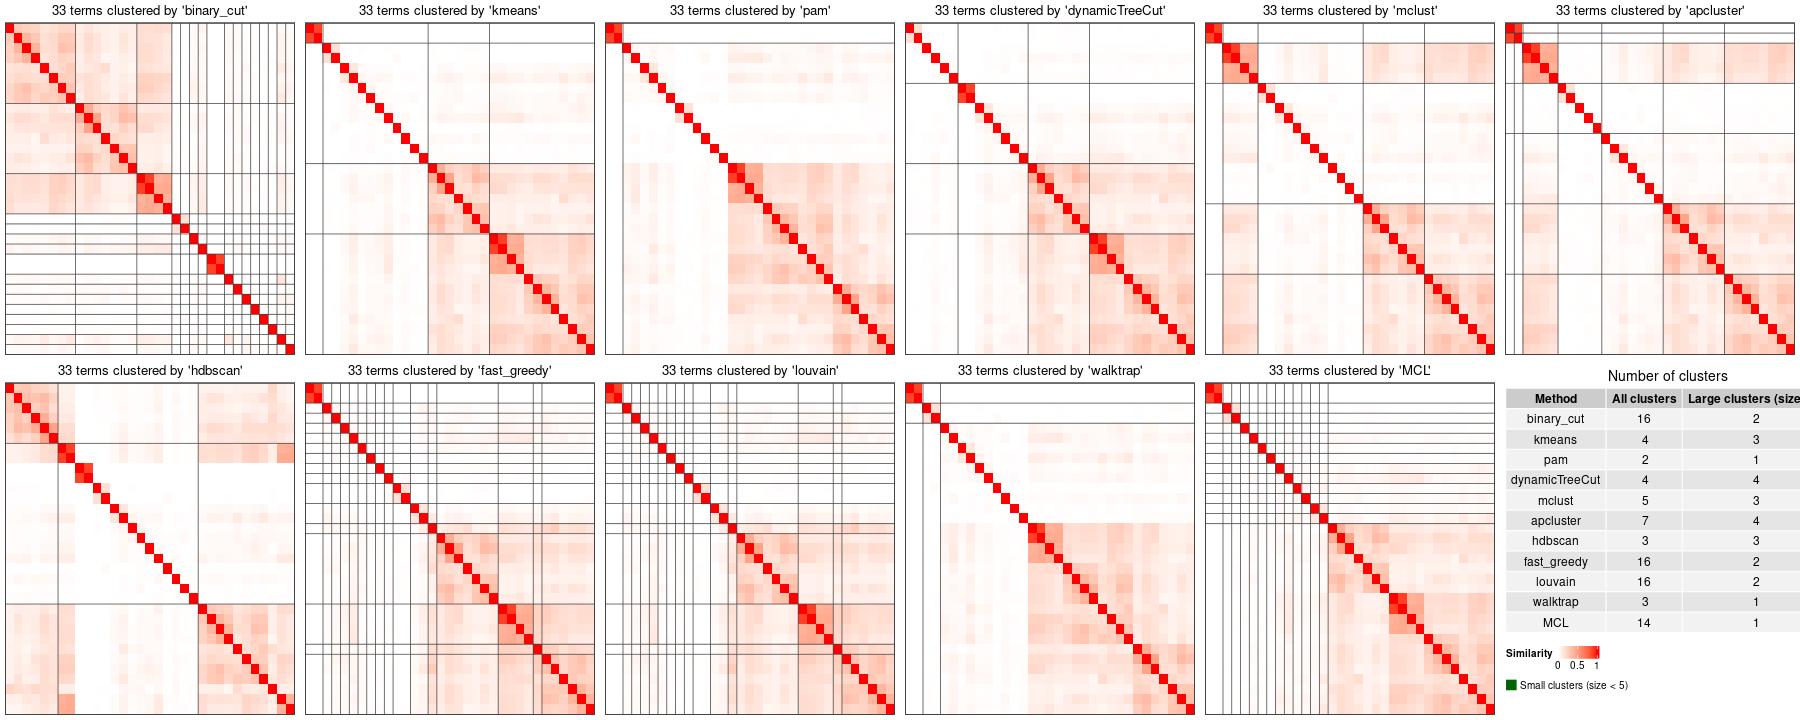 33 terms clustered by 'binary_cut'
33 terms clustered by 'kmeans'
33 terms clustered by 'pam'
33 terms clustered by 'dynamicTreeCut'
33 terms clustered by 'mclust'
33 terms clustered by 'apcluster'
33 terms clustered by 'hdbscan'
33 terms clustered by 'fast_greedy'
33 terms clustered by 'louvain'
33 terms clustered by 'walktrap'
33 terms clustered by 'MCL'
Number of clusters
Method All clusters Large clusters (size
binary_cut 16 2
kmeans 4 3
pam 2 1
dynamicTreeCut 4 4
mclust 5 3
apcluster 7 4
hdbscan 3 3
fast_greedy 16 2
louvain 16 2
walktrap 3 1
MCL 14 1
Similarity
0 0.5 1
Small clusters (size < 5)